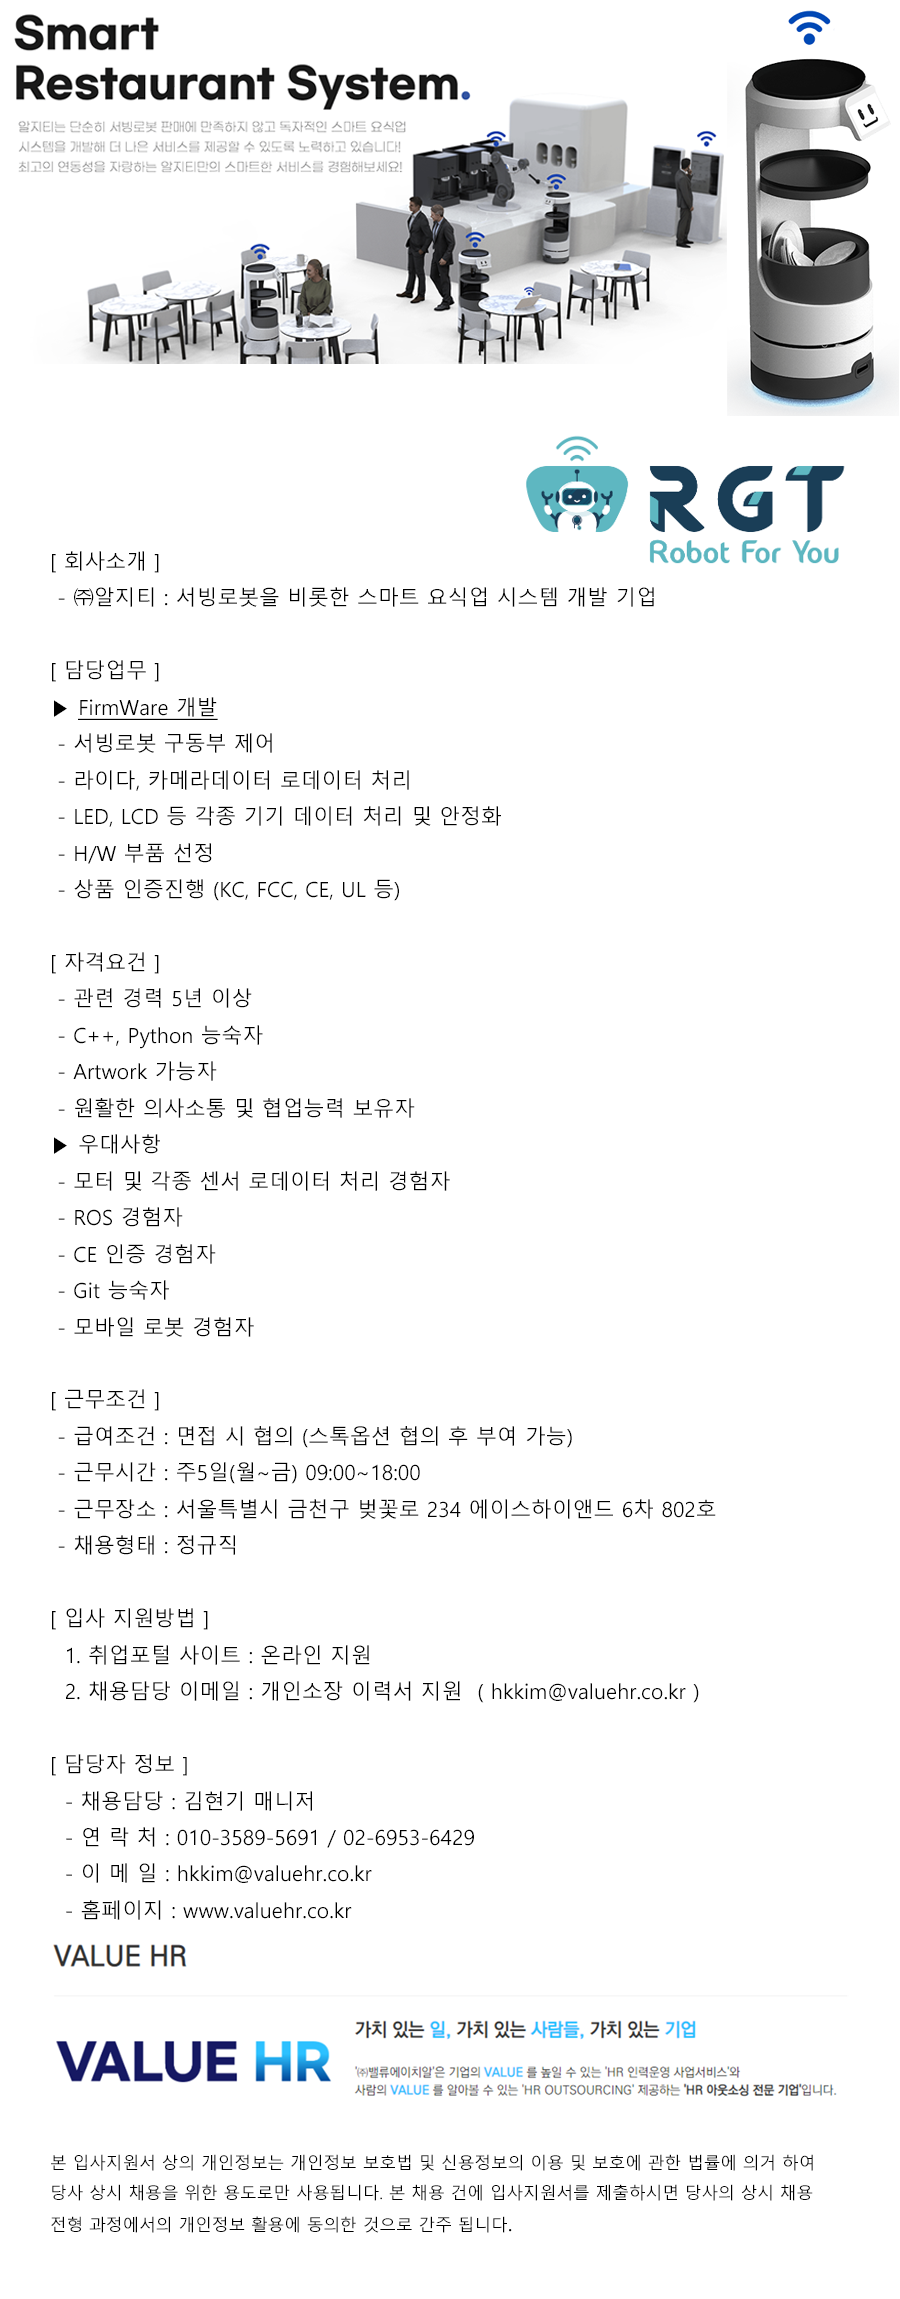 Smart
Restaurant System.
알지티는 단순히 서빙로봇 판매에 만족하지 않고 독자적인 스마트 요식업
시스템을 개발해 더 나은 서비스를 제공할 수 있도록 노력하고 있습니다!
최고의 연동성을 자랑하는 알지티만의 스마트한 서비스를 경험해보세요!
RGT
Robot For You
[ 회사소개 ]
- ㈜알지티 : 서빙로봇을 비롯한 스마트 요식업 시스템 개발 기업
[ 담당업무 ]
▶ FirmWare 개발
- 서빙로봇 구동부 제어
- 라이다, 카메라데이터 로데이터 처리
- LED, LCD 등 각종 기기 데이터 처리 및 안정화
- H/W 부품 선정
- 상품 인증진행 (KC, FCC, CE, UL 등)
[ 자격요건 ]
- 관련 경력 5년 이상
- C++, Python 능숙자
- Artwork 가능자
- 원활한 의사소통 및 협업능력 보유자
▶ 우대사항
- 모터 및 각종 센서 로데이터 처리 경험자
- ROS 경험자
- CE 인증 경험자
- Git 능숙자
- 모바일 로봇 경험자
[ 근무조건 ]
- 급여조건 : 면접 시 협의 (스톡옵션 협의 후 부여 가능)
- 근무시간 : 주5일(월~금) 09:00~18:00
- 근무장소 : 서울특별시 금천구 벚꽃로 234 에이스하이앤드 6차 802호
- 채용형태 : 정규직
[ 입사 지원방법 ]
1. 취업포털 사이트 : 온라인 지원
2. 채용담당 이메일 : 개인소장 이력서 지원 ( hkkim@valuehr.co.kr )
[ 담당자 정보 ]
- 채용담당 : 김현기 매니저
- 연 락 처 : 010-3589-5691 / 02-6953-6429
- 이 메 일 : hkkim@valuehr.co.kr
- 홈페이지 : www.valuehr.co.kr
VALUE HR
VALUE HR
가치 있는 일, 가치 있는 사람들, 가치 있는 기업
'㈜밸류에이치알'은 기업의 VALUE 를 높일 수 있는 'HR 인력운영 사업서비스'와
사람의 VALUE 를 알아볼 수 있는 'HR OUTSOURCING' 제공하는 'HR 아웃소싱 전문 기업'입니다.
본 입사지원서 상의 개인정보는 개인정보 보호법 및 신용정보의 이용 및 보호에 관한 법률에 의거 하여
당사 상시 채용을 위한 용도로만 사용됩니다. 본 채용 건에 입사지원서를 제출하시면 당사의 상시 채용
전형 과정에서의 개인정보 활용에 동의한 것으로 간주 됩니다.